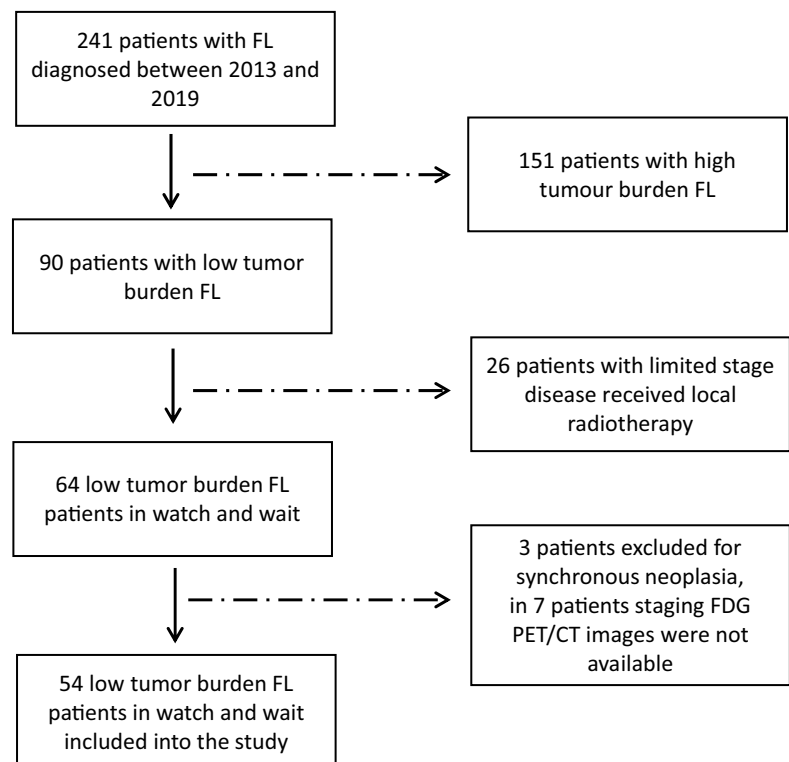 241 patients with FL
diagnosed between 2013 and
2019
151 patients with high
tumour burden FL
90 patients with low tumor
burden FL
26 patients with limited stage
disease received local
radiotherapy
64 low tumor burden FL
patients in watch and wait
3 patients excluded for
synchronous neoplasia,
in 7 patients staging FDG
PET/CT images were not
available
54 low tumor burden FL
patients in watch and wait
included into the study